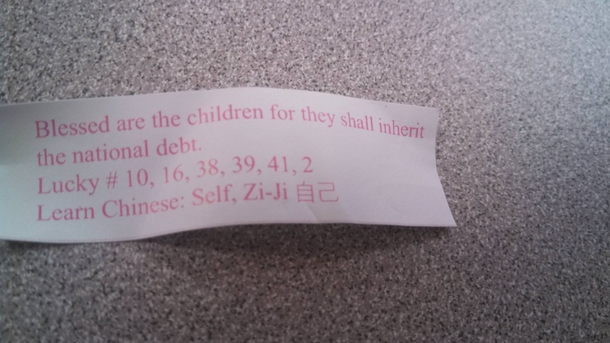 Blessed are the children for they shall inherit
the national debt.
Lucky # 10, 16, 38, 39, 41, 2
Learn Chinese: Self, Zi-Ji 自己